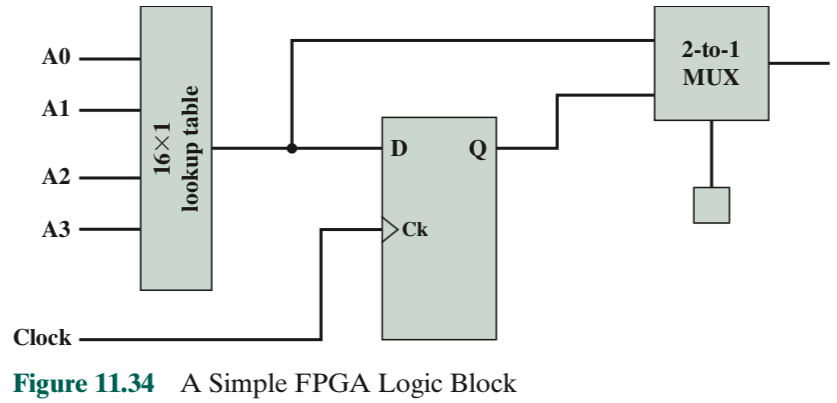 A0
A1
A2
A3
16×1
lookup table
D
Q
Ck
2-to-1
MUX
Clock
Figure 11.34 A Simple FPGA Logic Block